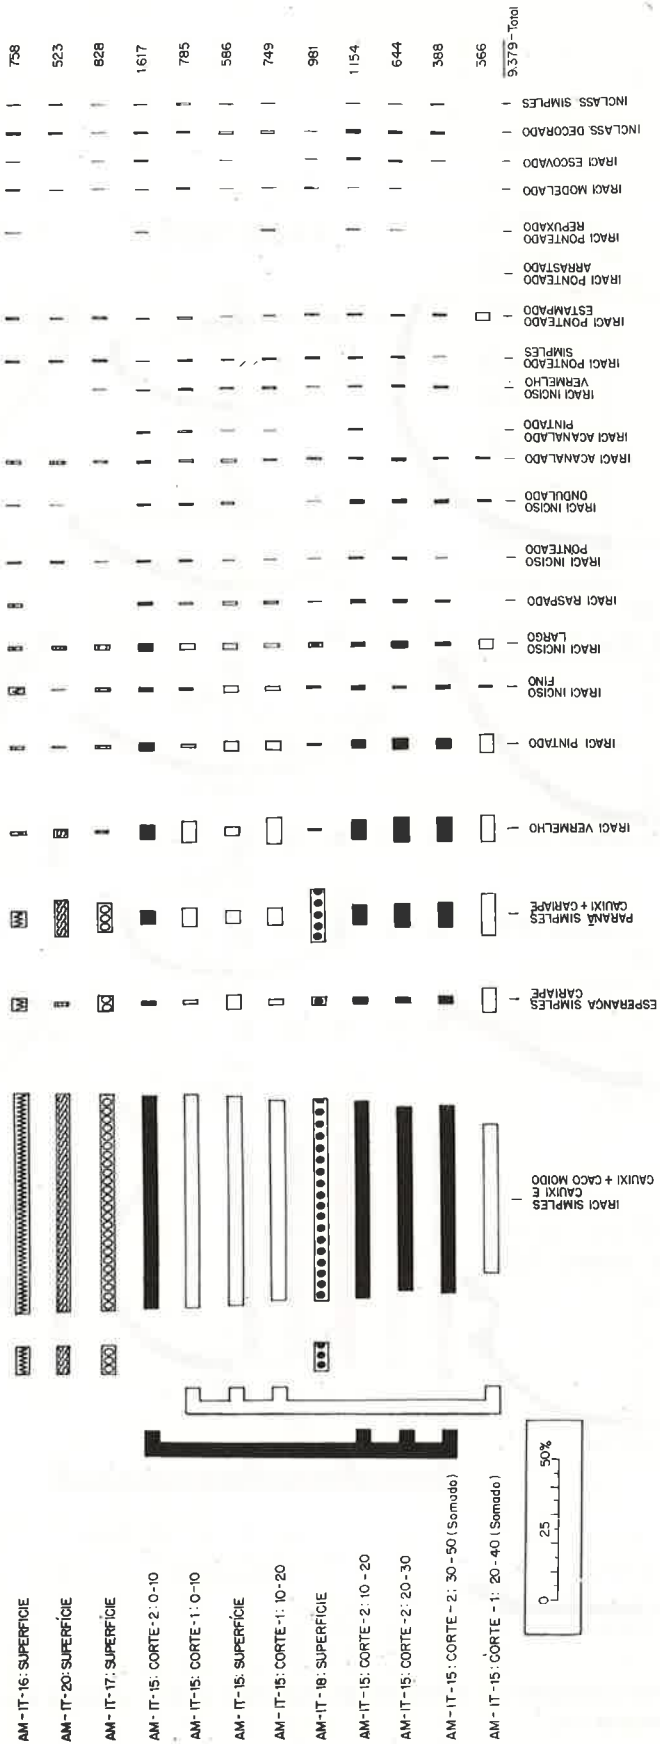 AM-IT-16: SUPERFÍCIE 758
AM-IT-20: SUPERFÍCIE 523
AM-IT-17: SUPERFÍCIE 828
AM-IT-15: CORTE-2: 0-10 1617
AM-IT-15: CORTE-1: 0-10 785
AM-IT-15: SUPERFÍCIE 586
AM-IT-15: CORTE-1: 10-20 749
AM-IT-18: SUPERFÍCIE 981
AM-IT-15: CORTE-2: 10-20 1154
AM-IT-15: CORTE-2: 20-30 644
AM-IT-15: CORTE-2: 30-50 (Somado) 388
AM-IT-15: CORTE-1: 20-40 (Somado) 366
9.379-Total
0 25 50%
IRACI SIMPLES
CAUIXI E
CAUIXI + CACO MOIDO
ESPERANÇA SIMPLES
CARIAPE
PARANÁ SIMPLES
CAUIXI + CARIAPE
IRACI VERMELHO
IRACI PINTADO
IRACI INCISO
FINO
IRACI INCISO
LARGO
IRACI RASPADO
IRACI INCISO
PONTEADO
IRACI INCISO
ONDULADO
IRACI ACANALADO
IRACI ACANALADO
PINTADO
IRACI INCISO
VERMELHO
IRACI PONTEADO
SIMPLES
IRACI PONTEADO
ESTAMPADO
IRACI PONTEADO
ARRASTADO
IRACI PONTEADO
REPUXADO
IRACI MODELADO
IRACI ESCOVADO
INCLASS. DECORADO
INCLASS. SIMPLES